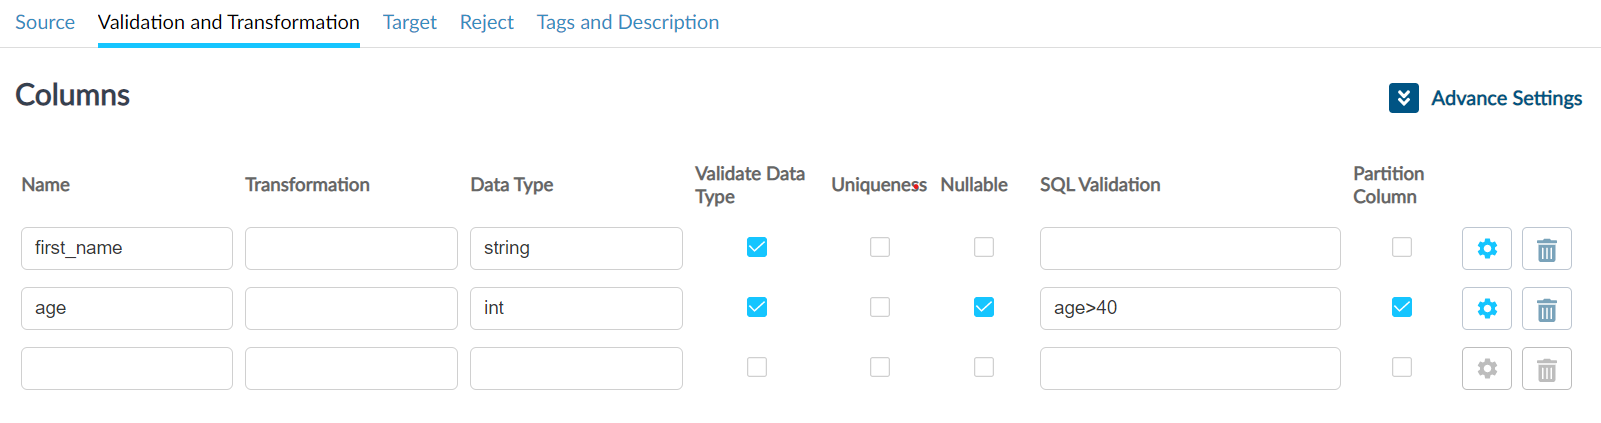 Source Validation and Transformation Target Reject Tags and Description
Columns
Advance Settings
Name Transformation Data Type Validate Data Type Uniqueness Nullable SQL Validation Partition Column
first_name string
age int age>40